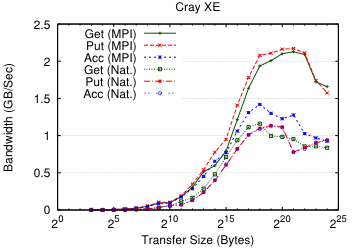 Cray XE
Bandwidth (GB/Sec)
2.5
2
1.5
1
0.5
0
Get (MPI)
Put (MPI)
Acc (MPI)
Get (Nat.)
Put (Nat.)
Acc (Nat.)
2^0 2^5 2^10 2^15 2^20 2^25
Transfer Size (Bytes)